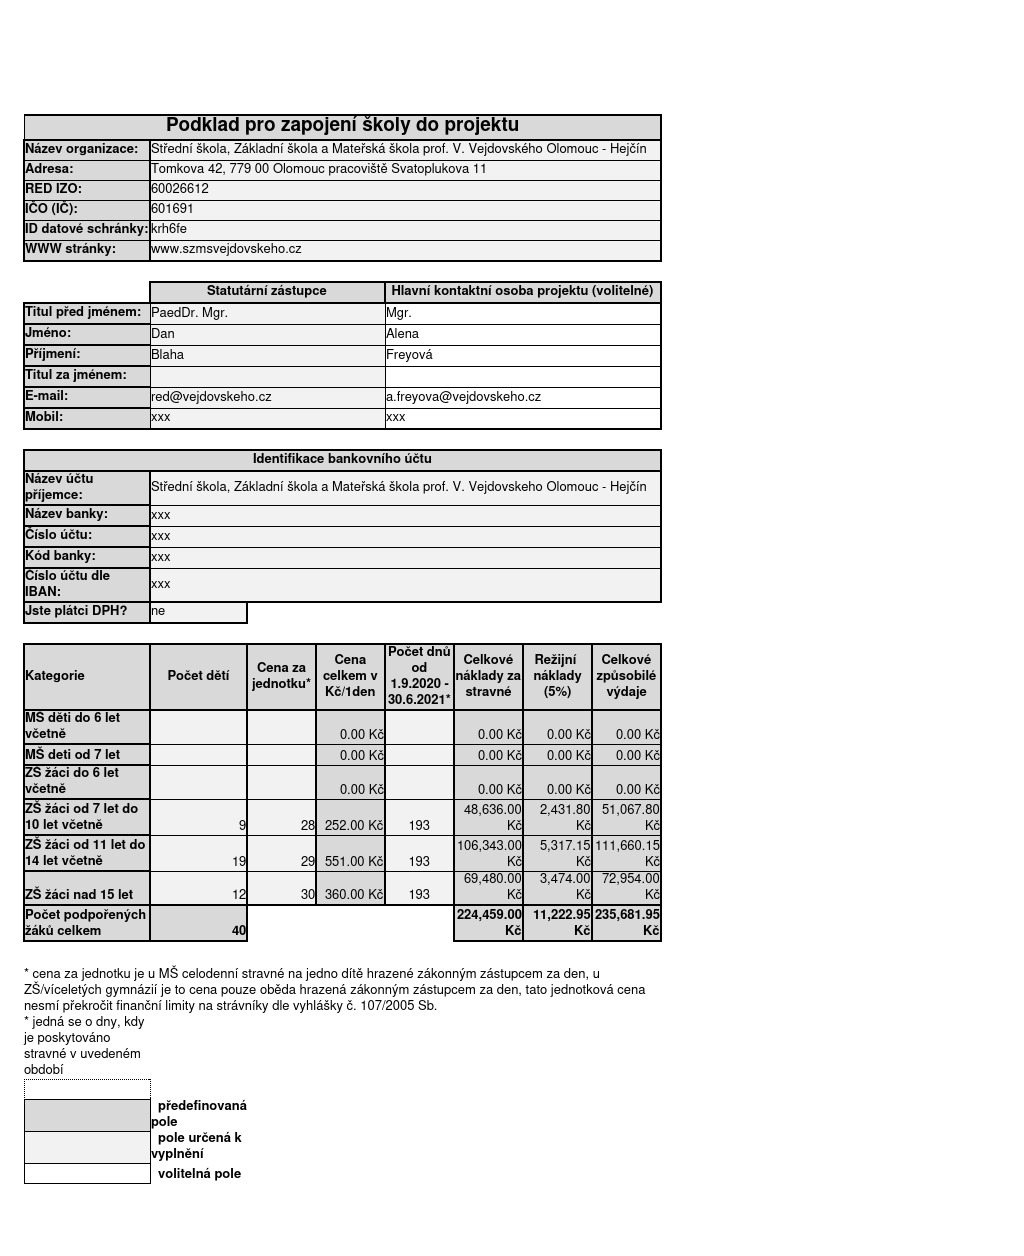 Podklad pro zapojení školy do projektu
Název organizace: Střední škola, Základní škola a Mateřská škola prof. V. Vejdovského Olomouc - Hejčín
Adresa: Tomkova 42, 779 00 Olomouc pracoviště Svatoplukova 11
RED IZO: 60026612
IČO (IČ): 601691
ID datové schránky: krh6fe
WWW stránky: www.szmsvejdovskeho.cz
Statutární zástupce Hlavní kontaktní osoba projektu (volitelné)
Titul před jménem: PaedDr. Mgr. Mgr.
Jméno: Dan Alena
Příjmení: Blaha Freyová
Titul za jménem:
E-mail: red@vejdovskeho.cz a.freyova@vejdovskeho.cz
Mobil: xxx xxx
Identifikace bankovního účtu
Název účtu
příjemce: Střední škola, Základní škola a Mateřská škola prof. V. Vejdovskeho Olomouc - Hejčín
Název banky: xxx
Číslo účtu: xxx
Kód banky: xxx
Číslo účtu dle
IBAN: xxx
Jste plátci DPH? ne
Kategorie Počet dětí Cena za
jednotku* Cena
celkem v
Kč/1den Počet dnů
od
1.9.2020 -
30.6.2021* Celkové
náklady za
stravné Režijní
náklady
(5%) Celkové
způsobilé
výdaje
MŠ děti do 6 let
včetně 0.00 Kč 0.00 Kč 0.00 Kč 0.00 Kč
MŠ deti od 7 let 0.00 Kč 0.00 Kč 0.00 Kč 0.00 Kč
ZŠ žáci do 6 let
včetně 0.00 Kč 0.00 Kč 0.00 Kč 0.00 Kč
ZŠ žáci od 7 let do 48,636.00 2,431.80 51,067.80
10 let včetně 9 28 252.00 Kč 193 Kč Kč Kč
ZŠ žáci od 11 let do 106,343.00 5,317.15 111,660.15
14 let včetně 19 29 551.00 Kč 193 Kč Kč Kč
69,480.00 3,474.00 72,954.00
ZŠ žáci nad 15 let 12 30 360.00 Kč 193 Kč Kč Kč
Počet podpořených 224,459.00 11,222.95 235,681.95
žáků celkem 40 Kč Kč Kč
* cena za jednotku je u MŠ celodenní stravné na jedno dítě hrazené zákonným zástupcem za den, u
ZŠ/víceletých gymnázií je to cena pouze oběda hrazená zákonným zástupcem za den, tato jednotková cena
nesmí překročit finanční limity na strávníky dle vyhlášky č. 107/2005 Sb.
* jedná se o dny, kdy
je poskytováno
stravné v uvedeném
období
předefinovaná
pole
pole určená k
vyplnění
volitelná pole